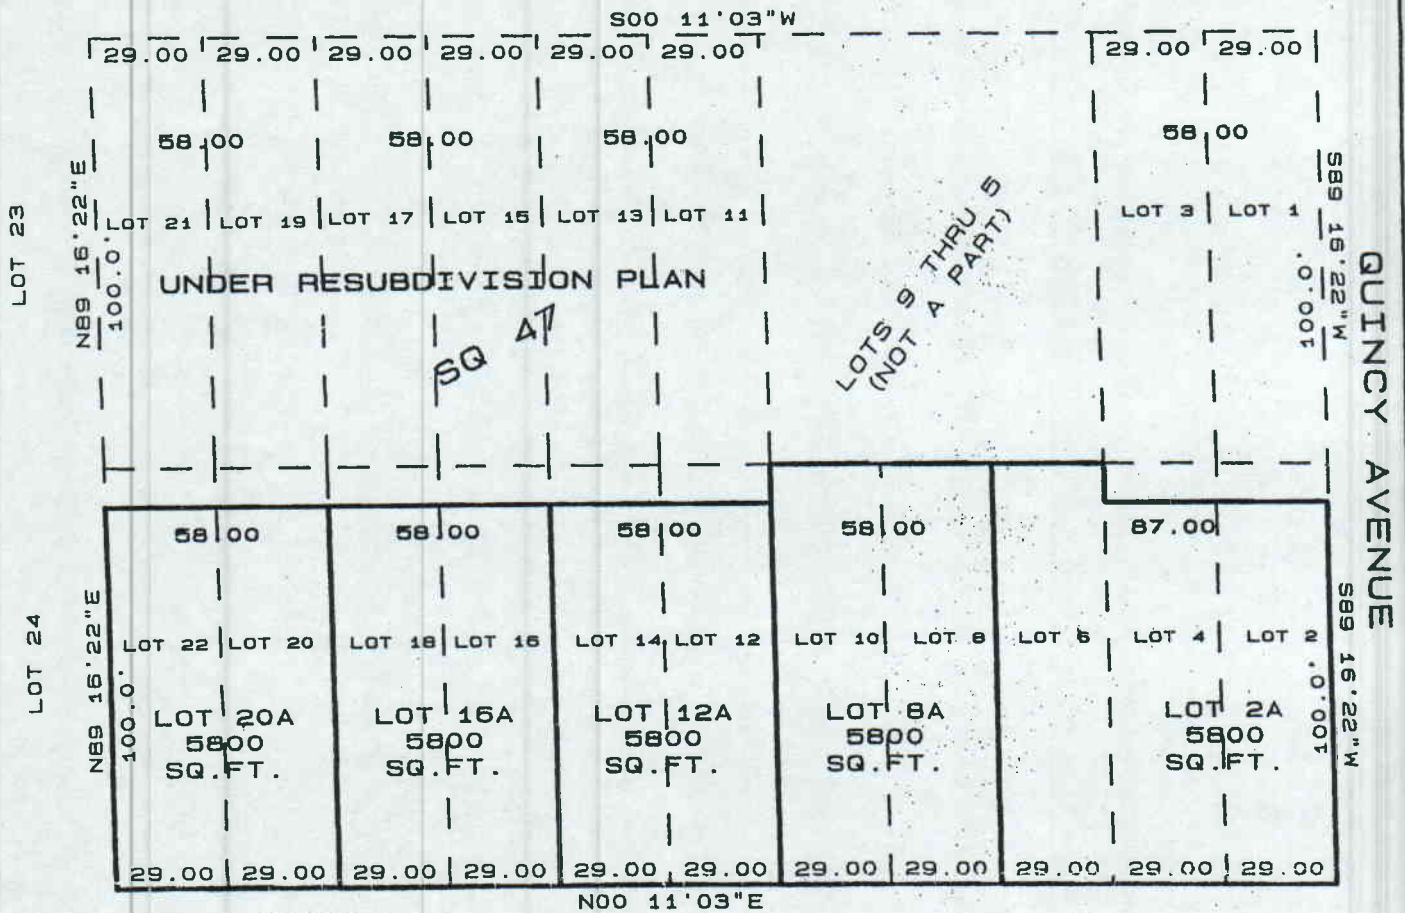 S00 11'03"W
29.00 29.00 29.00 29.00 29.00 29.00 29.00 29.00
58.00 58.00 58.00 58.00
LOT 23
N89 16'22"E
100.0'
LOT 21 LOT 19 LOT 17 LOT 15 LOT 13 LOT 11 LOT 3 LOT 1
S89 16'22"W
100.0'
UNDER RESUBDIVISION PLAN
SQ 47
LOTS 9 THRU 5
(NOT A PART)
QUINCY AVENUE
58.00 58.00 58.00 58.00 87.00
LOT 24
N89 16'22"E
100.0'
LOT 22 LOT 20 LOT 18 LOT 16 LOT 14 LOT 12 LOT 10 LOT 8 LOT 6 LOT 4 LOT 2
S89 16'22"W
100.0'
LOT 20A LOT 16A LOT 12A LOT 8A LOT 2A
5800 5800 5800 5800 5800
SQ.FT. SQ.FT. SQ.FT. SQ.FT. SQ.FT.
29.00 29.00 29.00 29.00 29.00 29.00 29.00 29.00 29.00 29.00 29.00
N00 11'03"E